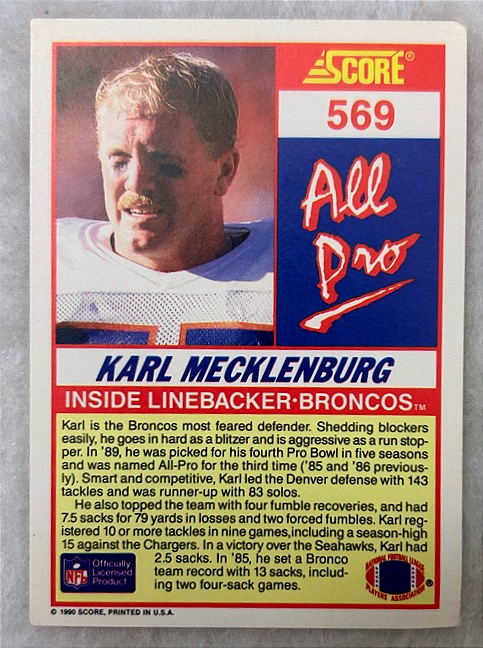 SCORE®
569
All
Pro
KARL MECKLENBURG
INSIDE LINEBACKER·BRONCOS™
Karl is the Broncos most feared defender. Shedding blockers
easily, he goes in hard as a blitzer and is aggressive as a run stop-
per. In '89, he was picked for his fourth Pro Bowl in five seasons
and was named All-Pro for the third time ('85 and '86 previous-
ly). Smart and competitive, Karl led the Denver defense with 143
tackles and was runner-up with 83 solos.
He also topped the team with four fumble recoveries, and had
7.5 sacks for 79 yards in losses and two forced fumbles. Karl reg-
istered 10 or more tackles in nine games,including a season-high
15 against the Chargers. In a victory over the Seahawks, Karl had
2.5 sacks. In '85, he set a Bronco
team record with 13 sacks, includ-
ing two four-sack games.
NFL
Officially
Licensed
Product
NATIONAL FOOTBALL LEAGUE
PLAYERS ASSOCIATION
®
© 1990 SCORE, PRINTED IN U.S.A.